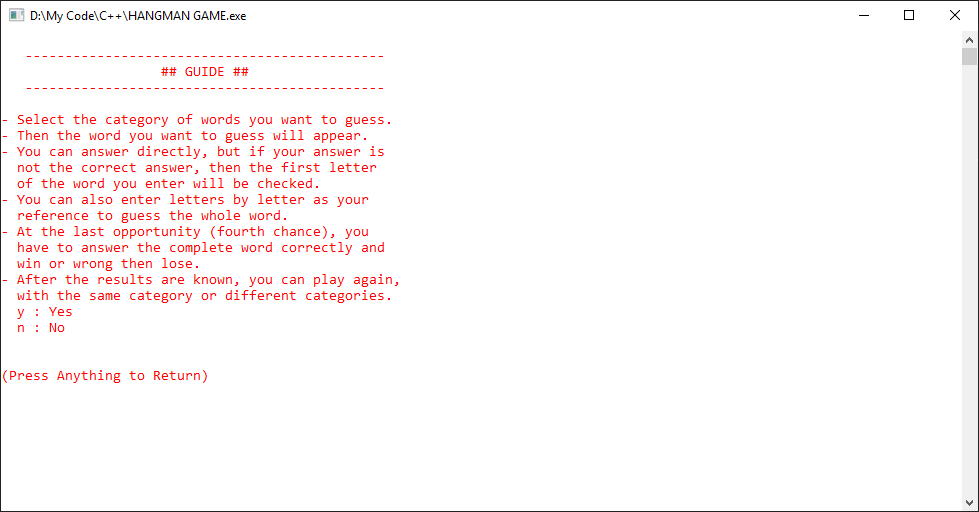 D:\My Code\C++\HANGMAN GAME.exe
---------------------------------------------
## GUIDE ##
---------------------------------------------
- Select the category of words you want to guess.
- Then the word you want to guess will appear.
- You can answer directly, but if your answer is
not the correct answer, then the first letter
of the word you enter will be checked.
- You can also enter letters by letter as your
reference to guess the whole word.
- At the last opportunity (fourth chance), you
have to answer the complete word correctly and
win or wrong then lose.
- After the results are known, you can play again,
with the same category or different categories.
y : Yes
n : No
(Press Anything to Return)